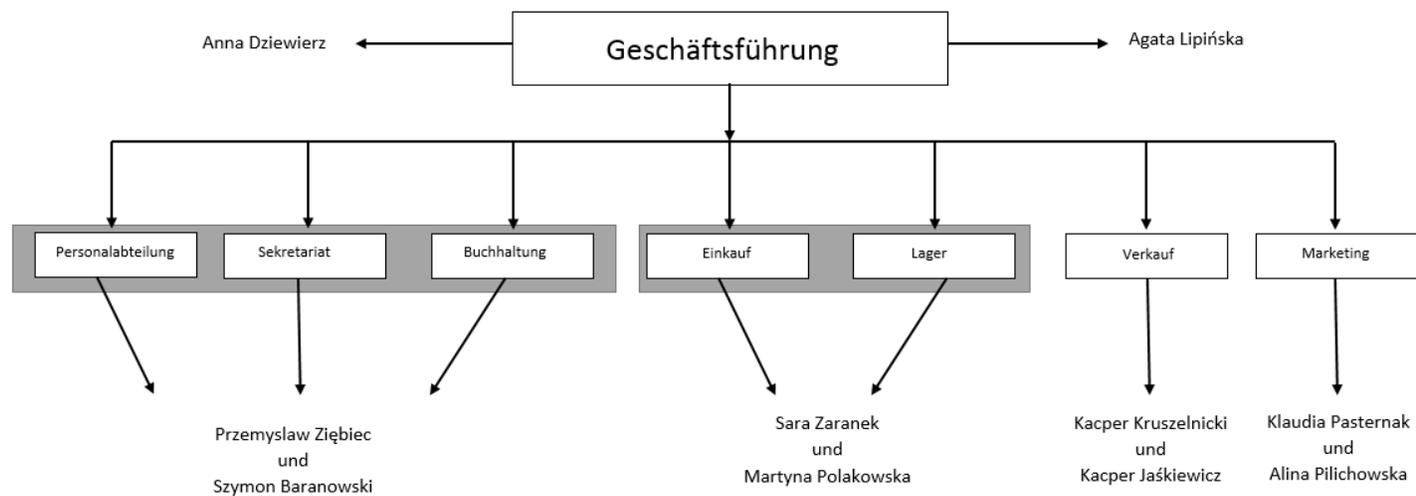 Anna Dziewierz
Geschäftsführung
Agata Lipińska
Personalabteilung
Sekretariat
Buchhaltung
Einkauf
Lager
Verkauf
Marketing
Przemyslaw Ziębiec
und
Szymon Baranowski
Sara Zaranek
und
Martyna Polakowska
Kacper Kruszelnicki
und
Kacper Jaśkiewicz
Klaudia Pasternak
und
Alina Pilichowska